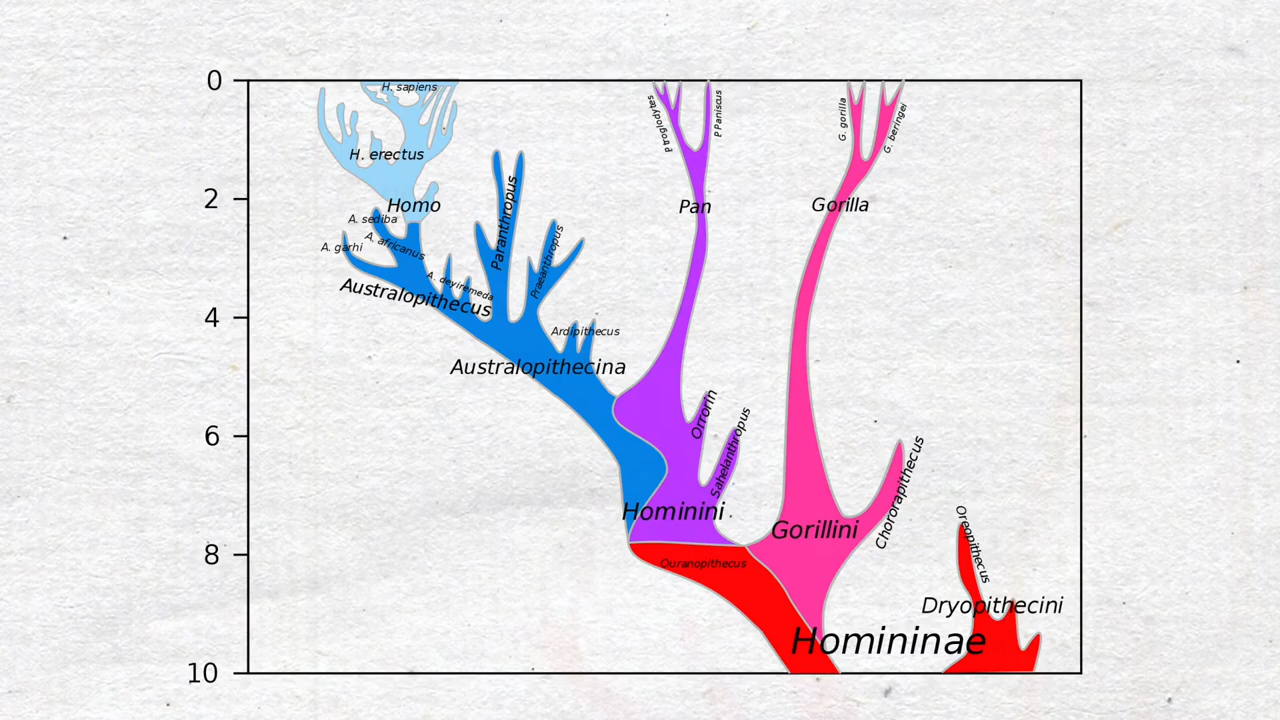 0
H. sapiens
P troglodytes
P Paniscus
G. gorilla
G. beringei
H. erectus
2
Homo
Pan
Gorilla
A. sediba
A. garhi
A. africanus
Paranthropus
Praeanthropus
A. deyiremeda
Australopithecus
4
Ardipithecus
Australopithecina
Orrorin
6
Sahelanthropus
Chororapithecus
Hominini
Gorillini
Oreopithecus
8
Ouranopithecus
Dryopithecini
Homininae
10